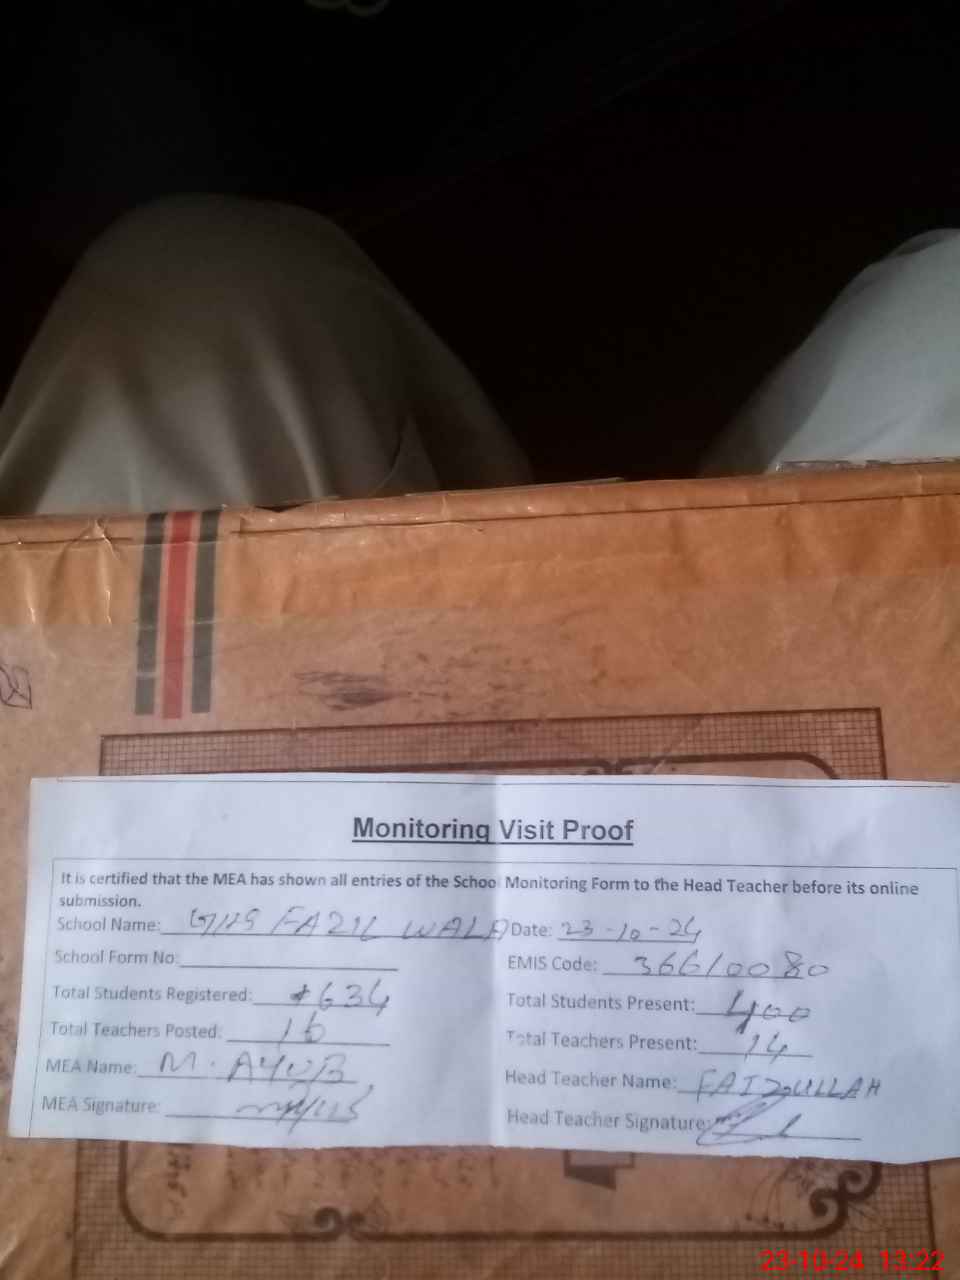 Monitoring Visit Proof
It is certified that the MEA has shown all entries of the School Monitoring Form to the Head Teacher before its online
submission.
School Name: GHS FAZIL WALA Date: 23-10-24
School Form No: EMIS Code: 36610080
Total Students Registered: 634 Total Students Present: 400
Total Teachers Posted: 16 Total Teachers Present: 14
MEA Name: M. AYUB Head Teacher Name: FAIZULLAH
MEA Signature: Head Teacher Signature:
23-10-24 13:22